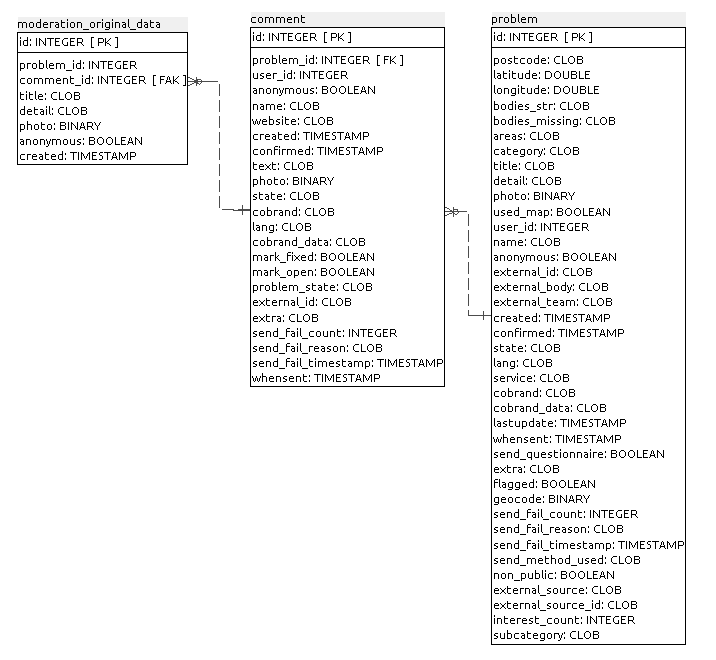 moderation_original_data
id: INTEGER [ PK ]
problem_id: INTEGER
comment_id: INTEGER [ FAK ]
title: CLOB
detail: CLOB
photo: BINARY
anonymous: BOOLEAN
created: TIMESTAMP
comment
id: INTEGER [ PK ]
problem_id: INTEGER [ FK ]
user_id: INTEGER
anonymous: BOOLEAN
name: CLOB
website: CLOB
created: TIMESTAMP
confirmed: TIMESTAMP
text: CLOB
photo: BINARY
state: CLOB
cobrand: CLOB
lang: CLOB
cobrand_data: CLOB
mark_fixed: BOOLEAN
mark_open: BOOLEAN
problem_state: CLOB
external_id: CLOB
extra: CLOB
send_fail_count: INTEGER
send_fail_reason: CLOB
send_fail_timestamp: TIMESTAMP
whensent: TIMESTAMP
problem
id: INTEGER [ PK ]
postcode: CLOB
latitude: DOUBLE
longitude: DOUBLE
bodies_str: CLOB
bodies_missing: CLOB
areas: CLOB
category: CLOB
title: CLOB
detail: CLOB
photo: BINARY
used_map: BOOLEAN
user_id: INTEGER
name: CLOB
anonymous: BOOLEAN
external_id: CLOB
external_body: CLOB
external_team: CLOB
created: TIMESTAMP
confirmed: TIMESTAMP
state: CLOB
lang: CLOB
service: CLOB
cobrand: CLOB
cobrand_data: CLOB
lastupdate: TIMESTAMP
whensent: TIMESTAMP
send_questionnaire: BOOLEAN
extra: CLOB
flagged: BOOLEAN
geocode: BINARY
send_fail_count: INTEGER
send_fail_reason: CLOB
send_fail_timestamp: TIMESTAMP
send_method_used: CLOB
non_public: BOOLEAN
external_source: CLOB
external_source_id: CLOB
interest_count: INTEGER
subcategory: CLOB